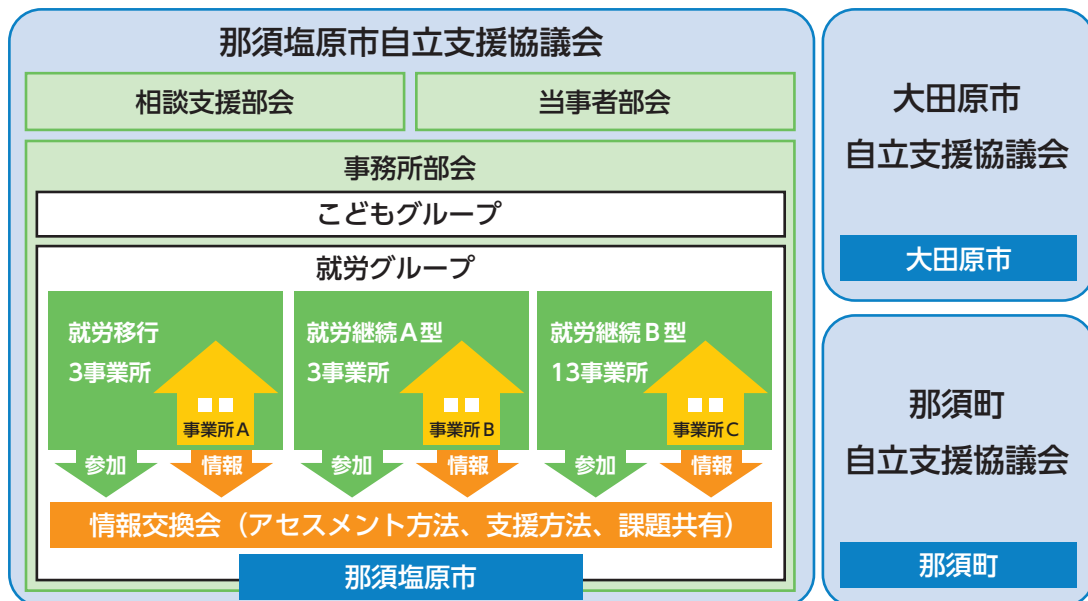 那須塩原市自立支援協議会
相談支援部会
当事者部会
事務所部会
こどもグループ
就労グループ
就労移行
3事業所
事業所A
就労継続A型
3事業所
事業所B
就労継続B型
13事業所
事業所C
参加
情報
参加
情報
参加
情報
情報交換会（アセスメント方法、支援方法、課題共有）
那須塩原市
大田原市
自立支援協議会
大田原市
那須町
自立支援協議会
那須町